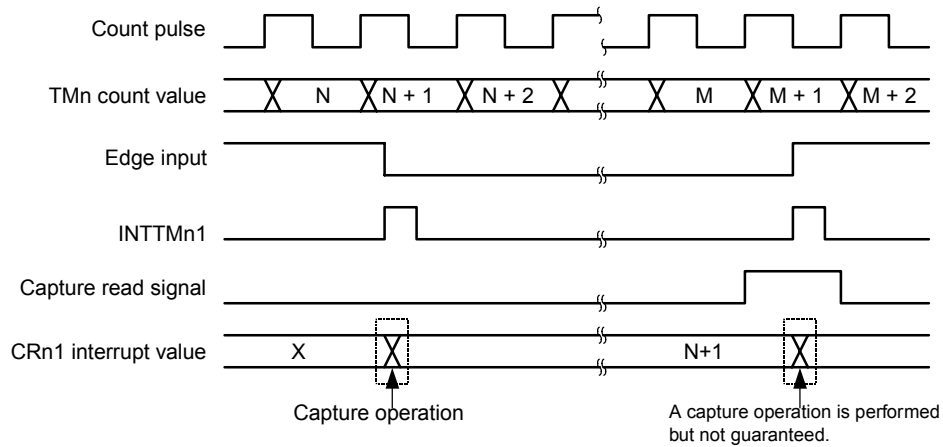 Count pulse
TMn count value N N + 1 N + 2 M M + 1 M + 2
Edge input
INTTMn1
Capture read signal
CRn1 interrupt value X N+1
Capture operation
A capture operation is performed
but not guaranteed.